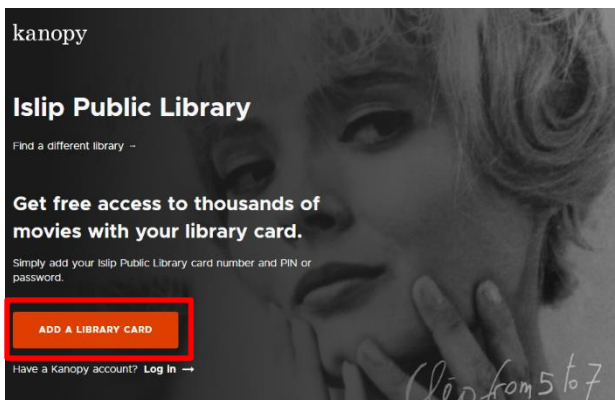 kanopy
Islip Public Library
Find a different library →
Get free access to thousands of
movies with your library card.
Simply add your Islip Public Library card number and PIN or
password.
ADD A LIBRARY CARD
Have a Kanopy account? Log in →
Cléo from 5 to 7